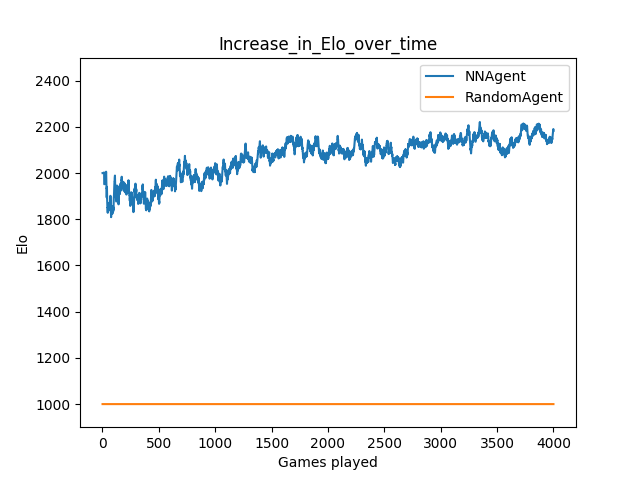 Increase_in_Elo_over_time
NNAgent
RandomAgent
2400
2200
2000
1800
1600
1400
1200
1000
Elo
0 500 1000 1500 2000 2500 3000 3500 4000
Games played